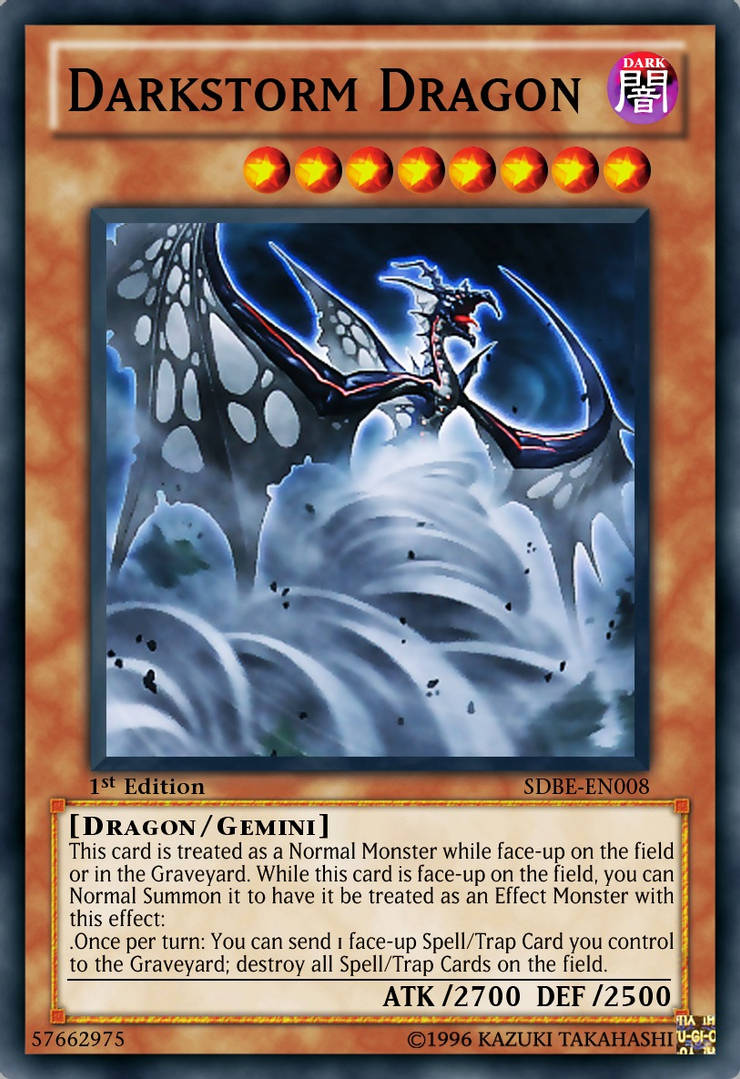 DARKSTORM DRAGON
DARK
闇
1st Edition
SDBE-EN008
[DRAGON/GEMINI]
This card is treated as a Normal Monster while face-up on the field
or in the Graveyard. While this card is face-up on the field, you can
Normal Summon it to have it be treated as an Effect Monster with
this effect:
.Once per turn: You can send 1 face-up Spell/Trap Card you control
to the Graveyard; destroy all Spell/Trap Cards on the field.
ATK/2700 DEF/2500
57662975
©1996 KAZUKI TAKAHASHI